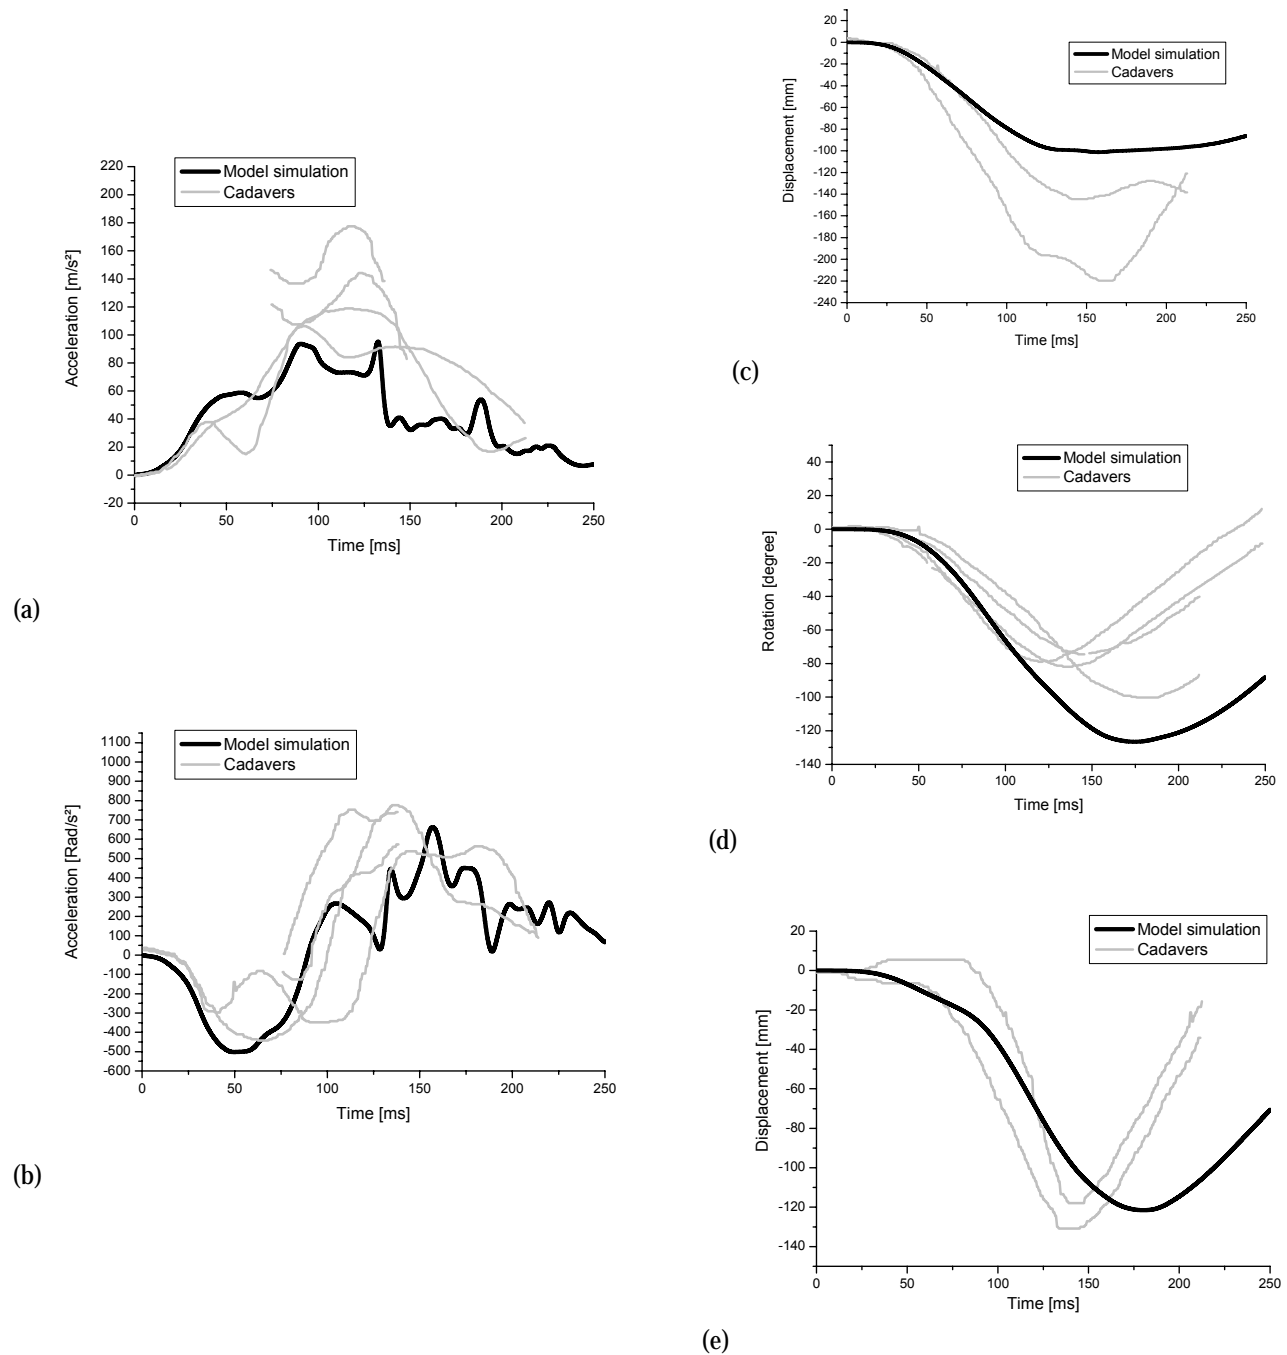 220
200
180
160
140
120
100
80
60
40
20
0
-20
Acceleration [m/s²]
Model simulation
Cadavers
0 50 100 150 200 250
Time [ms]
(a)
1100
1000
900
800
700
600
500
400
300
200
100
0
-100
-200
-300
-400
-500
-600
Acceleration [Rad/s²]
Model simulation
Cadavers
0 50 100 150 200 250
Time [ms]
(b)
20
0
-20
-40
-60
-80
-100
-120
-140
-160
-180
-200
-220
-240
Displacement [mm]
Model simulation
Cadavers
0 50 100 150 200 250
Time [ms]
(c)
40
20
0
-20
-40
-60
-80
-100
-120
-140
Rotation [degree]
Model simulation
Cadavers
0 50 100 150 200 250
Time [ms]
(d)
20
0
-20
-40
-60
-80
-100
-120
-140
Displacement [mm]
Model simulation
Cadavers
0 50 100 150 200 250
Time [ms]
(e)